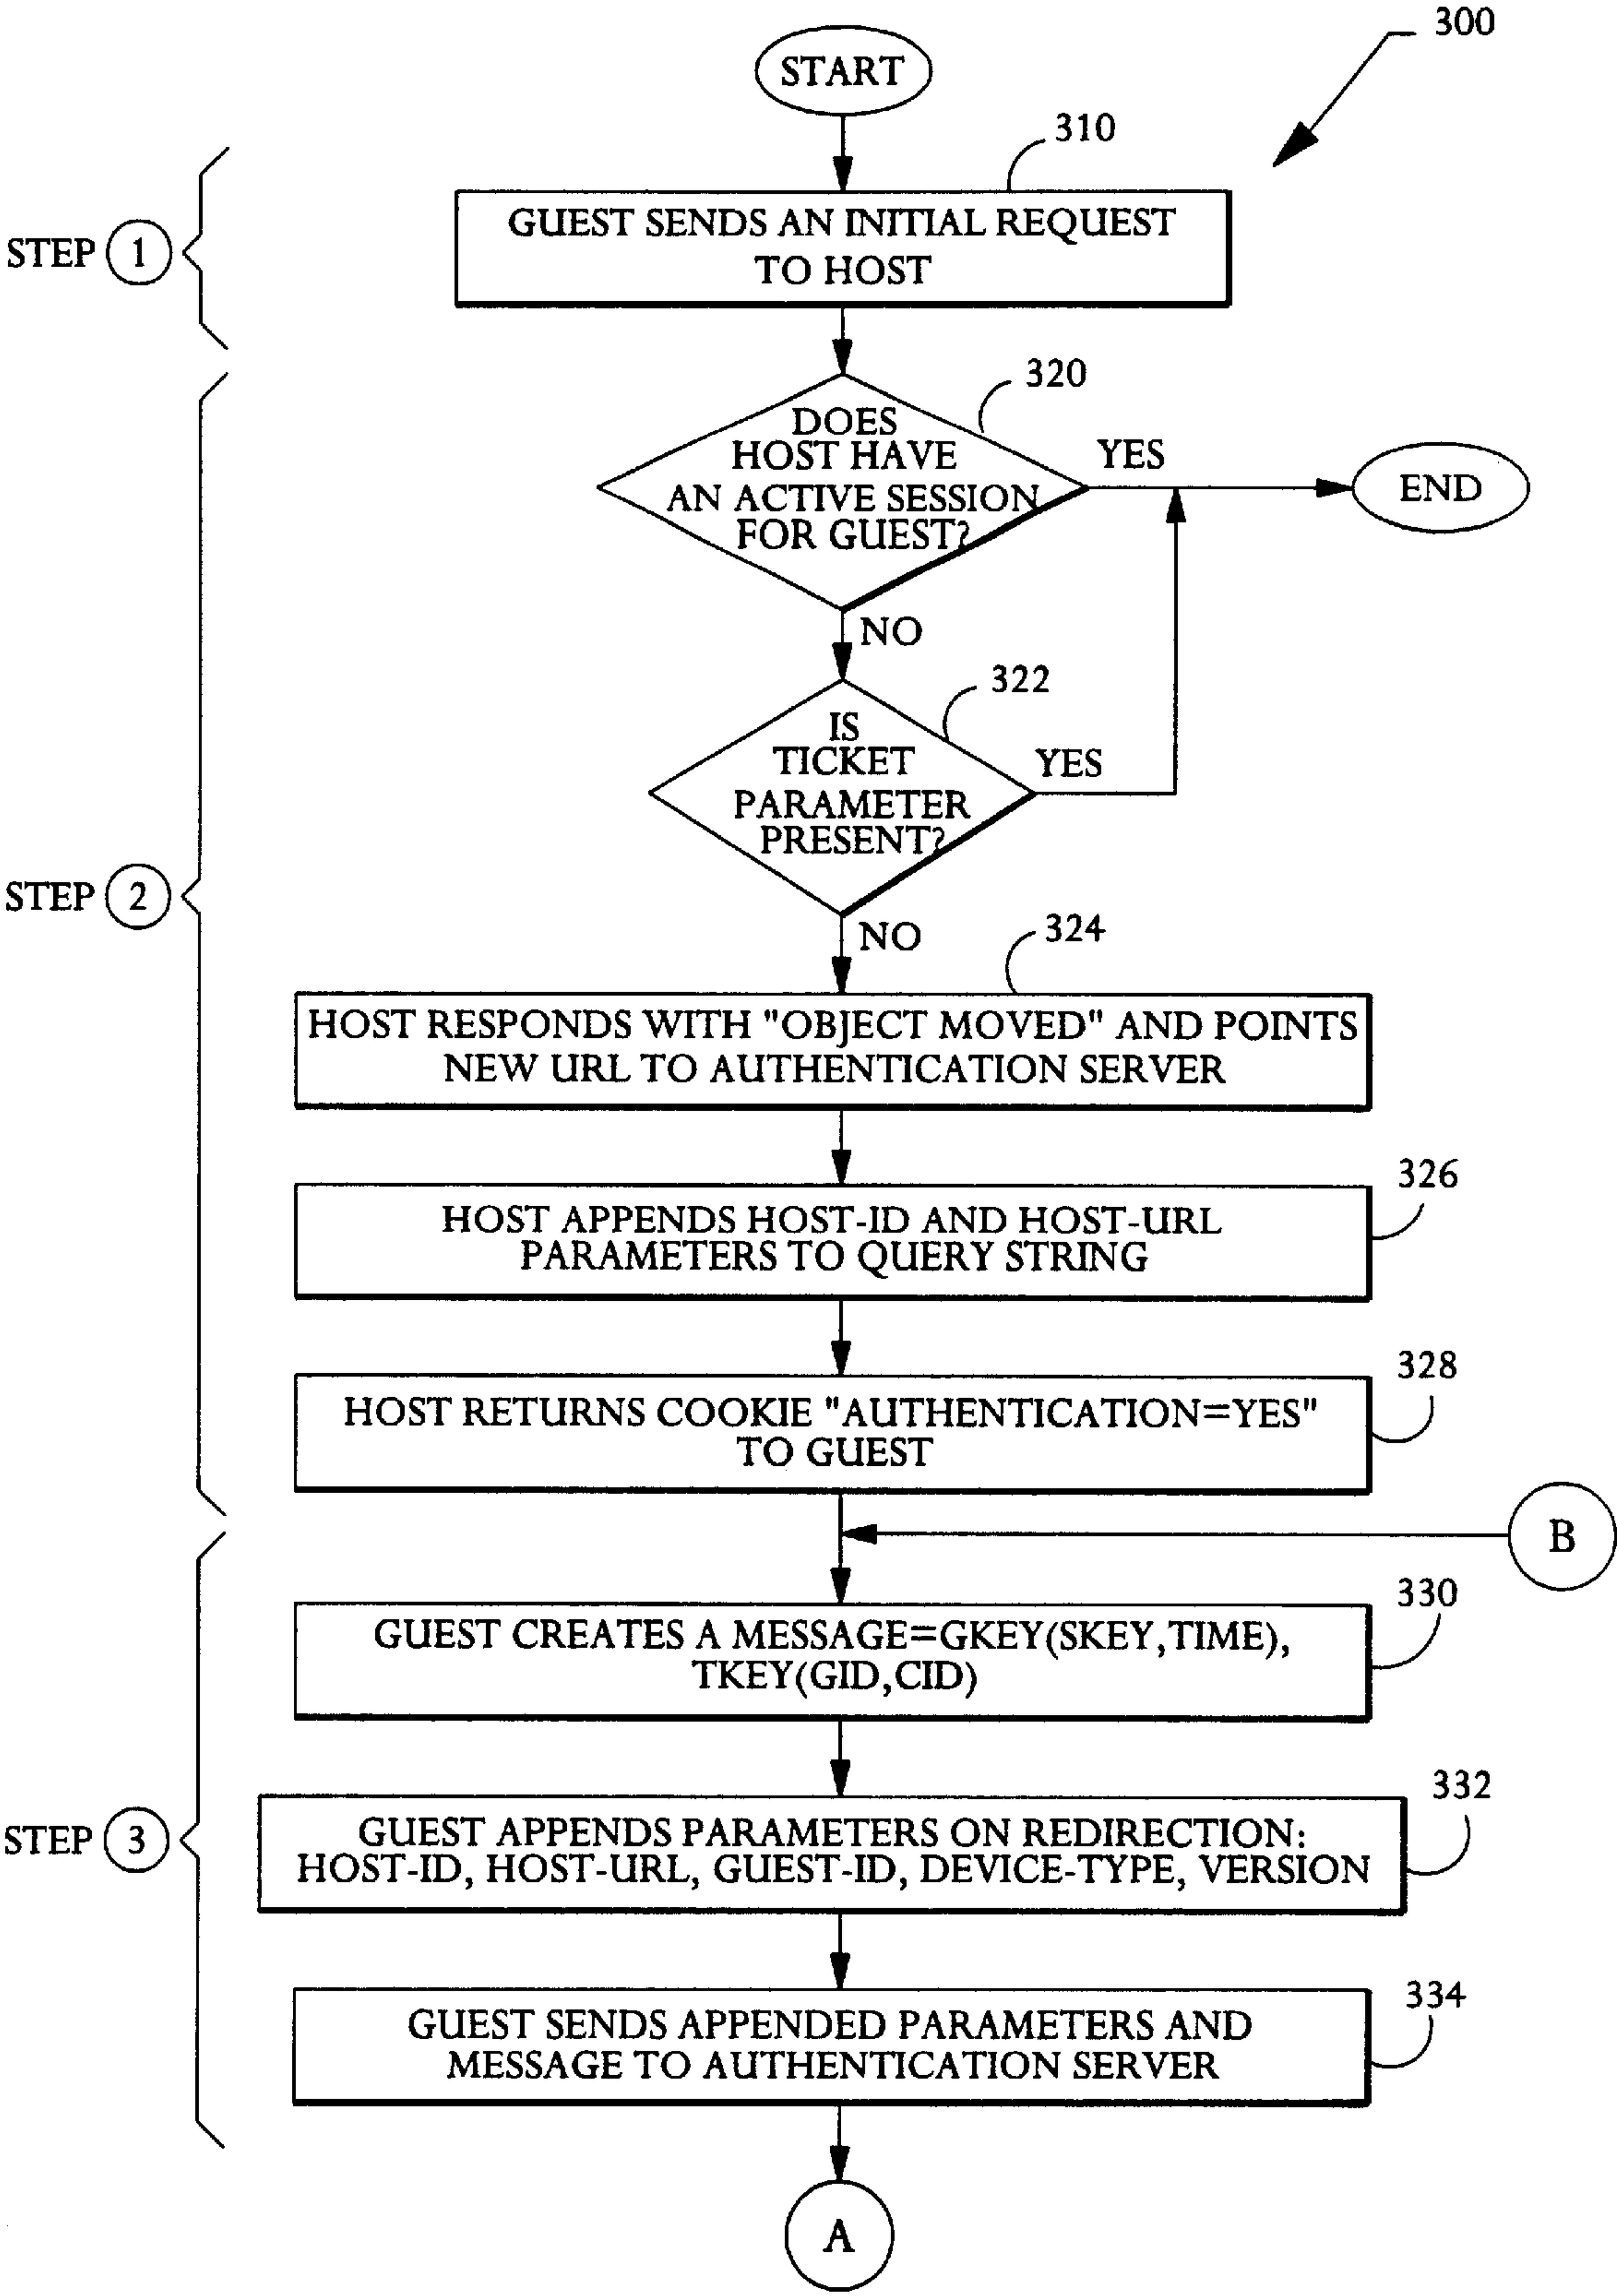 300
START
310
STEP 1
GUEST SENDS AN INITIAL REQUEST
TO HOST
320
DOES
HOST HAVE
AN ACTIVE SESSION
FOR GUEST?
YES
END
NO
322
IS
TICKET
PARAMETER
PRESENT?
YES
STEP 2
NO
324
HOST RESPONDS WITH "OBJECT MOVED" AND POINTS
NEW URL TO AUTHENTICATION SERVER
326
HOST APPENDS HOST-ID AND HOST-URL
PARAMETERS TO QUERY STRING
328
HOST RETURNS COOKIE "AUTHENTICATION=YES"
TO GUEST
B
330
GUEST CREATES A MESSAGE=GKEY(SKEY,TIME),
TKEY(GID,CID)
332
STEP 3
GUEST APPENDS PARAMETERS ON REDIRECTION:
HOST-ID, HOST-URL, GUEST-ID, DEVICE-TYPE, VERSION
334
GUEST SENDS APPENDED PARAMETERS AND
MESSAGE TO AUTHENTICATION SERVER
A